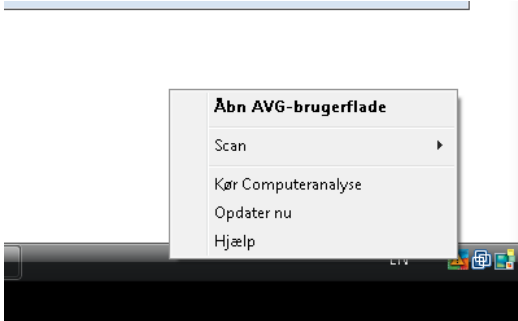 Åbn AVG-brugerflade
Scan
Kør Computeranalyse
Opdater nu
Hjælp